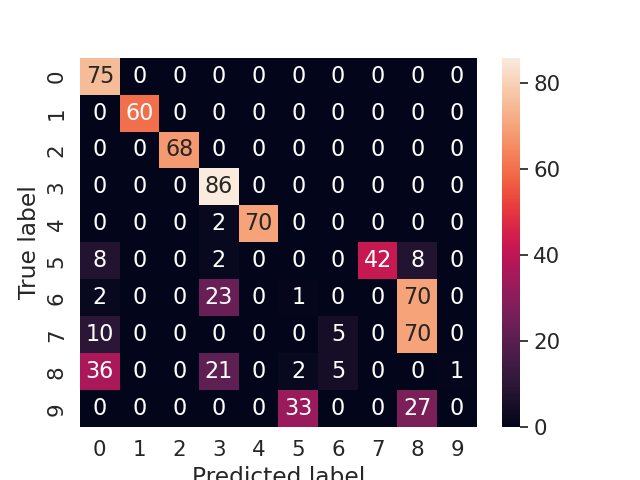 0 75 0 0 0 0 0 0 0 0 0
1 0 60 0 0 0 0 0 0 0 0
2 0 0 68 0 0 0 0 0 0 0
3 0 0 0 86 0 0 0 0 0 0
4 0 0 0 2 70 0 0 0 0 0
5 8 0 0 2 0 0 0 42 8 0
6 2 0 0 23 0 1 0 0 70 0
7 10 0 0 0 0 0 5 0 70 0
8 36 0 0 21 0 2 5 0 0 1
9 0 0 0 0 0 33 0 0 27 0
0 1 2 3 4 5 6 7 8 9
True label
Predicted label
80
60
40
20
0